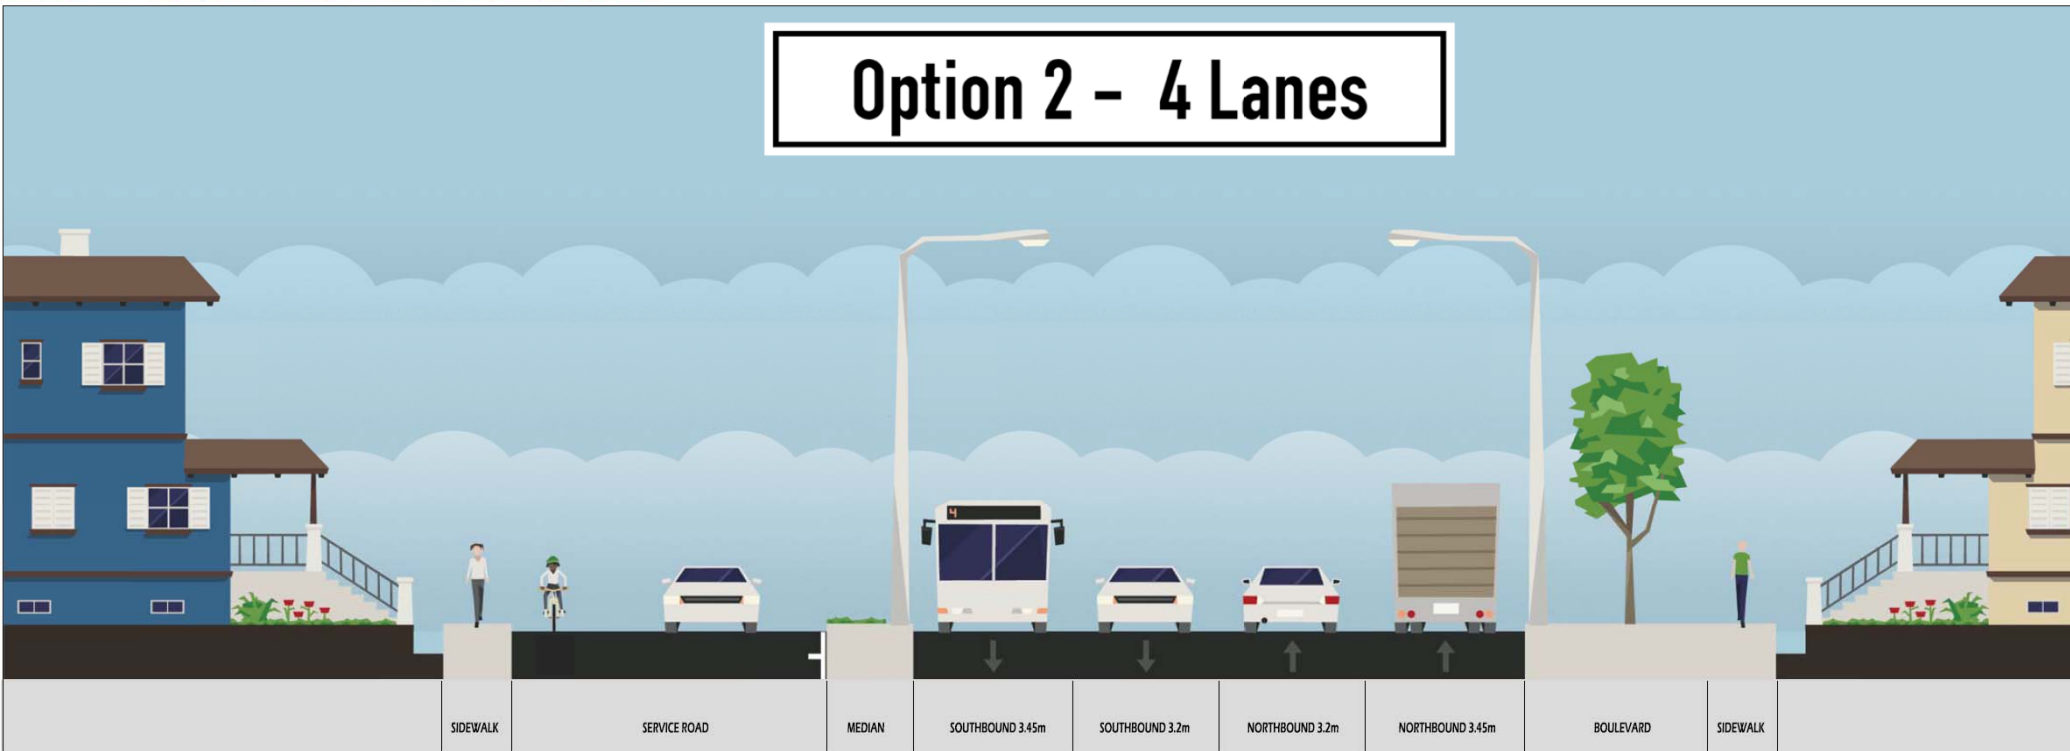 Option 2 - 4 Lanes
4
SIDEWALK
SERVICE ROAD
MEDIAN
SOUTHBOUND 3.45m
SOUTHBOUND 3.2m
NORTHBOUND 3.2m
NORTHBOUND 3.45m
BOULEVARD
SIDEWALK